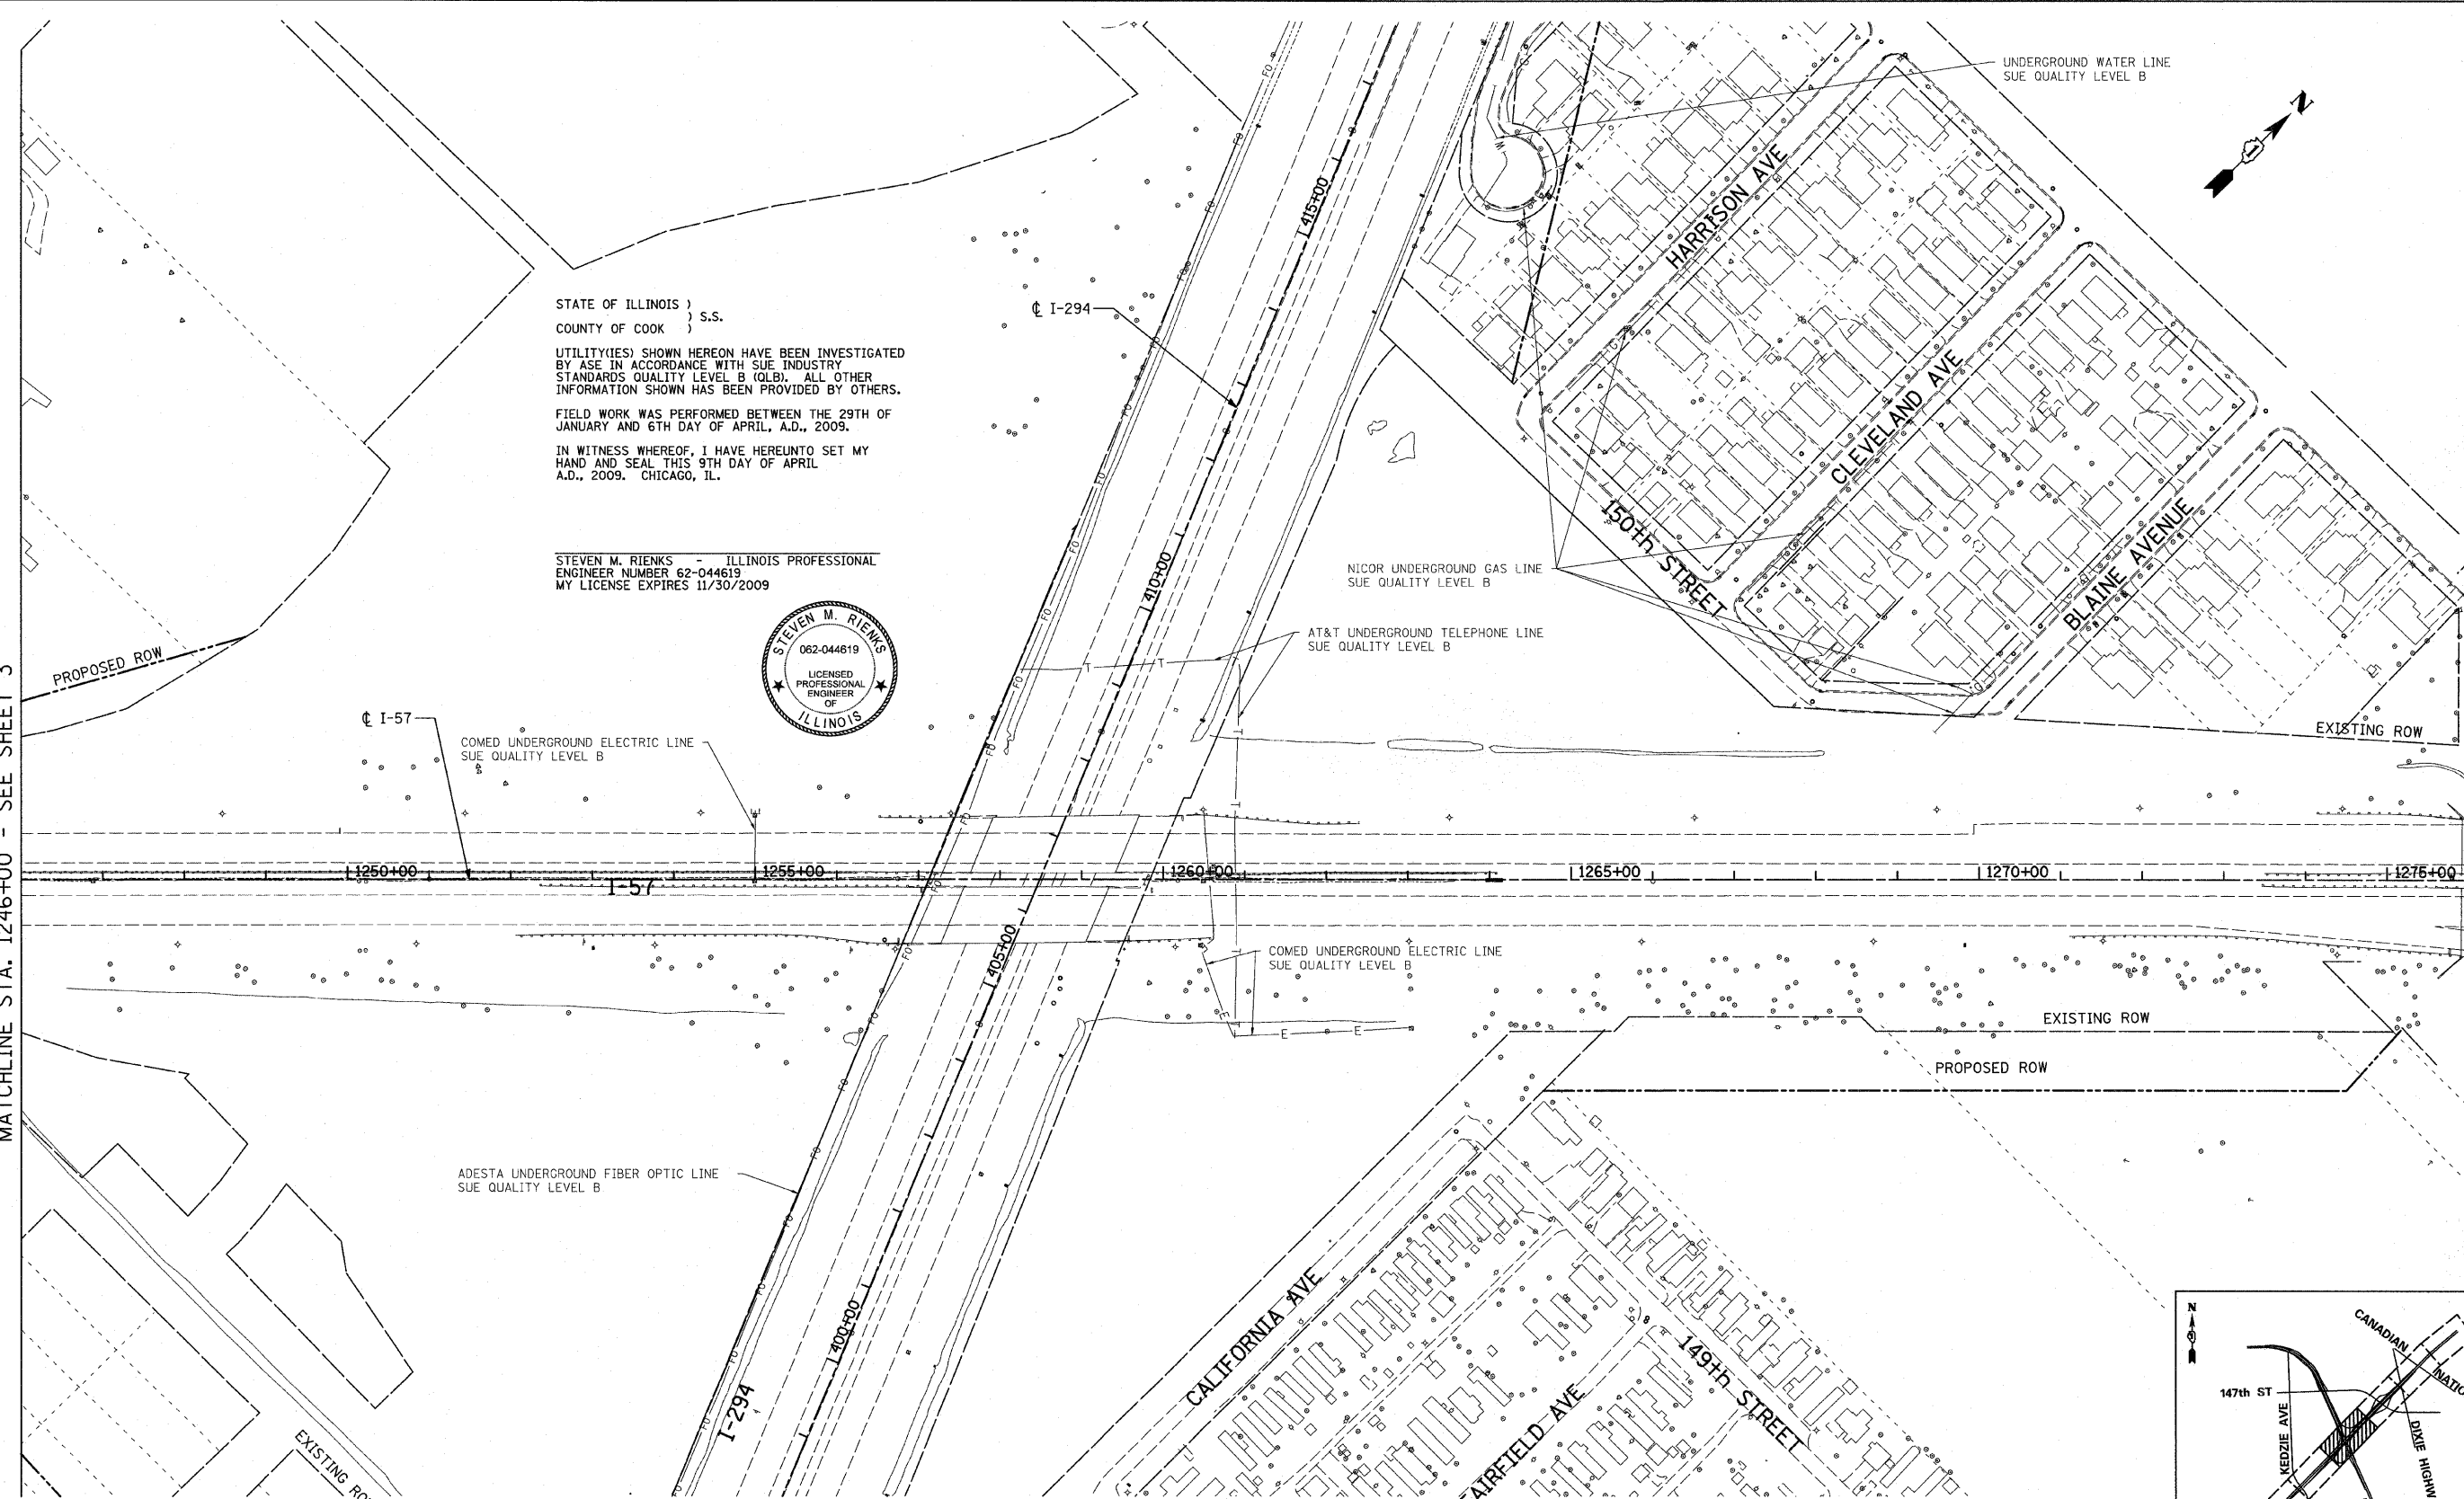 UNDERGROUND WATER LINE
SUE QUALITY LEVEL B
N
HARRISON AVE
415+00
℄ I-294
STATE OF ILLINOIS )
) S.S.
COUNTY OF COOK )
UTILITY(IES) SHOWN HEREON HAVE BEEN INVESTIGATED
BY ASE IN ACCORDANCE WITH SUE INDUSTRY
STANDARDS QUALITY LEVEL B (QLB). ALL OTHER
INFORMATION SHOWN HAS BEEN PROVIDED BY OTHERS.
FIELD WORK WAS PERFORMED BETWEEN THE 29TH OF
JANUARY AND 6TH DAY OF APRIL, A.D., 2009.
IN WITNESS WHEREOF, I HAVE HEREUNTO SET MY
HAND AND SEAL THIS 9TH DAY OF APRIL
A.D., 2009. CHICAGO, IL.
STEVEN M. RIENKS - ILLINOIS PROFESSIONAL
ENGINEER NUMBER 62-044619
MY LICENSE EXPIRES 11/30/2009
STEVEN M. RIENKS
062-044619
LICENSED
PROFESSIONAL
ENGINEER
OF
ILLINOIS
CLEVELAND AVE
150th STREET
BLAINE AVENUE
410+00
NICOR UNDERGROUND GAS LINE
SUE QUALITY LEVEL B
AT&T UNDERGROUND TELEPHONE LINE
SUE QUALITY LEVEL B
PROPOSED ROW
MATCHLINE STA. 1246+00 - SEE SHEET 3
℄ I-57
COMED UNDERGROUND ELECTRIC LINE
SUE QUALITY LEVEL B
EXISTING ROW
1250+00
I-57
1255+00
1260+00
1265+00
1270+00
1275+00
405+00
COMED UNDERGROUND ELECTRIC LINE
SUE QUALITY LEVEL B
E E
EXISTING ROW
PROPOSED ROW
ADESTA UNDERGROUND FIBER OPTIC LINE
SUE QUALITY LEVEL B
400+00
I-294
CALIFORNIA AVE
149th STREET
AIRFIELD AVE
EXISTING RO
N
CANADIAN
NATIO
147th ST
KEDZIE AVE
DIXIE HIGHW